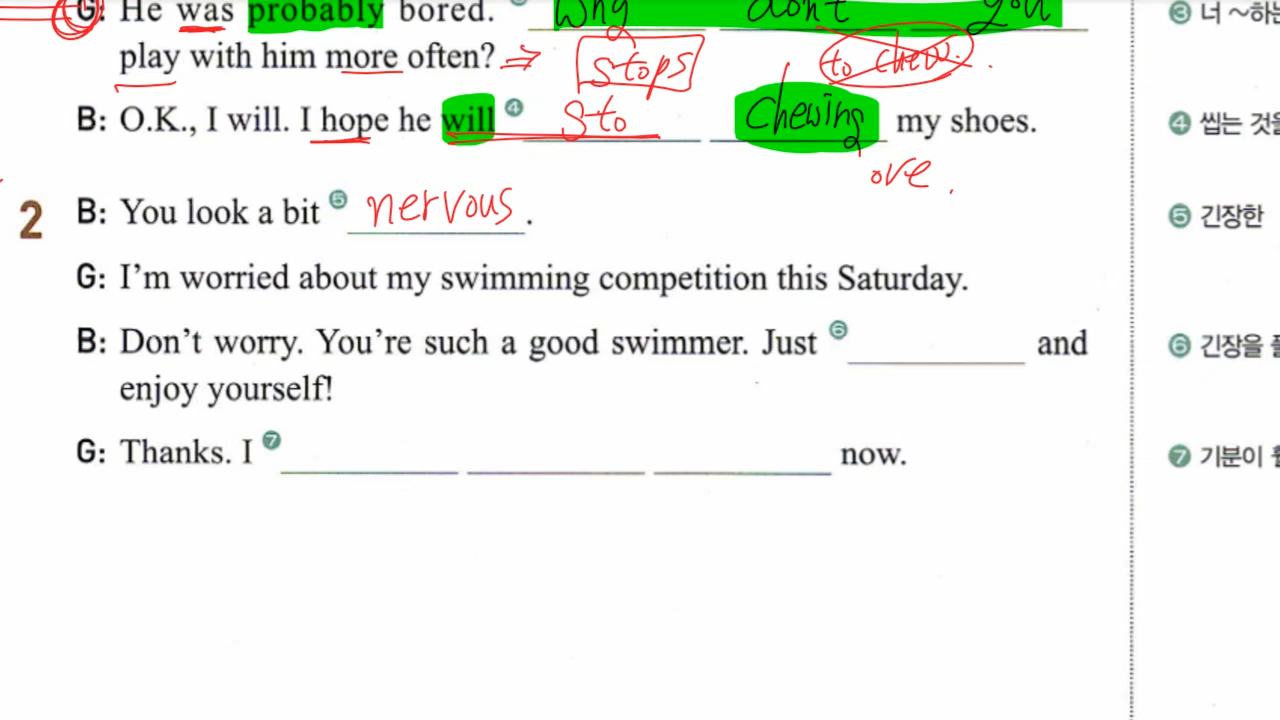 G: He was probably bored. why don't you ③ 너 ~하는
play with him more often? ⇒ stops to chew.
B: O.K., I will. I hope he will ④ sto chewing my shoes. ④ 씹는 것을
ove.
2 B: You look a bit ⑤ nervous. ⑤ 긴장한
G: I'm worried about my swimming competition this Saturday.
B: Don't worry. You're such a good swimmer. Just ⑥ and ⑥ 긴장을
enjoy yourself!
G: Thanks. I ⑦ now. ⑦ 기분이